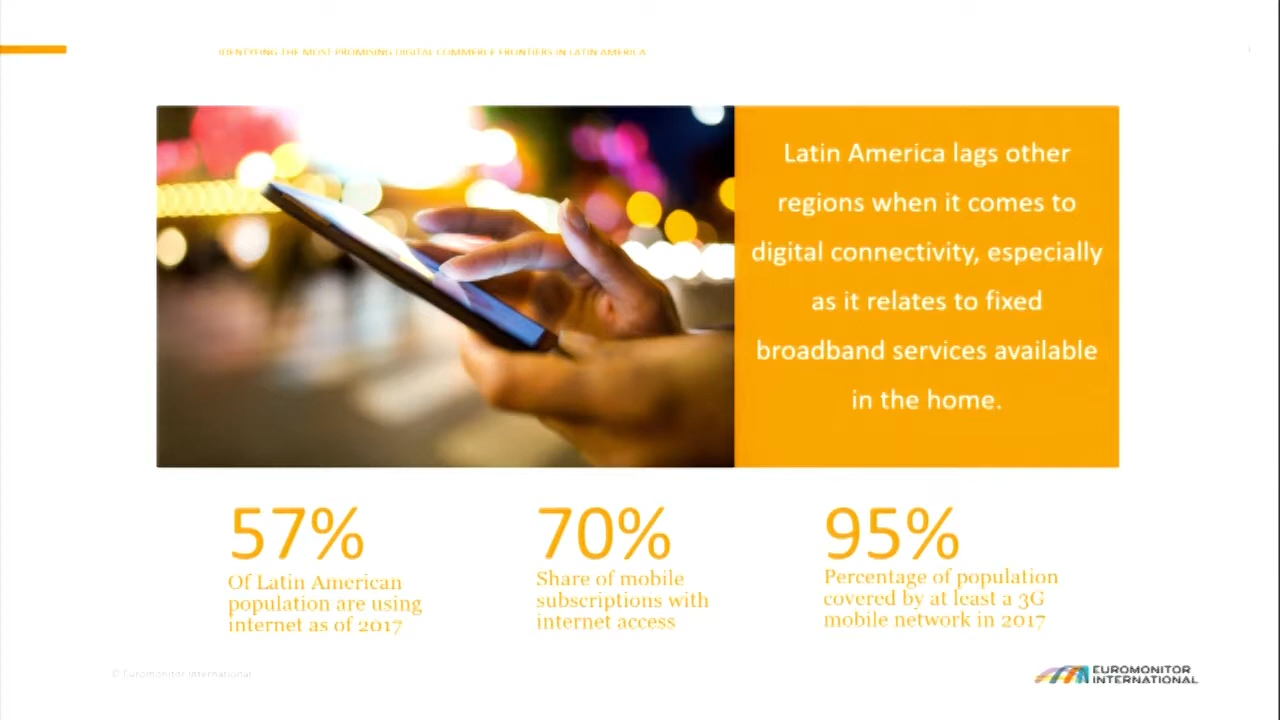 IDENTYFING THE MOST PROMISING DIGITAL COMMERCE FRONTIERS IN LATIN AMERICA
Latin America lags other
regions when it comes to
digital connectivity, especially
as it relates to fixed
broadband services available
in the home.
57%
Of Latin American
population are using
internet as of 2017
70%
Share of mobile
subscriptions with
internet access
95%
Percentage of population
covered by at least a 3G
mobile network in 2017
© Euromonitor International
EUROMONITOR
INTERNATIONAL